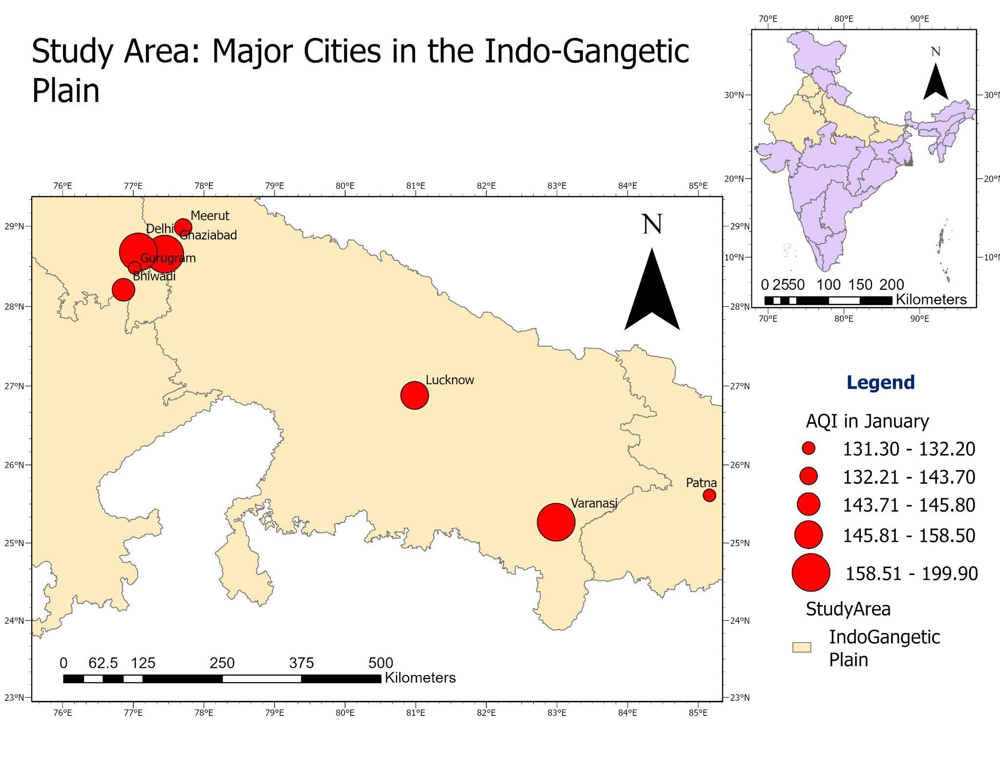 Study Area: Major Cities in the Indo-Gangetic
Plain
70°E 80°E 90°E
N
30°N 30°N
20°N 20°N
10°N 10°N
0 25 50 100 150 200
Kilometers
70°E 80°E 90°E
76°E 77°E 78°E 79°E 80°E 81°E 82°E 83°E 84°E 85°E
N
Meerut
29°N 29°N
Delhi
Ghaziabad
Gurugram
Bhiwadi
28°N 28°N
Lucknow
27°N 27°N
26°N 26°N
Patna
Varanasi
25°N 25°N
24°N 24°N
0 62.5 125 250 375 500
Kilometers
23°N 23°N
76°E 77°E 78°E 79°E 80°E 81°E 82°E 83°E 84°E 85°E
Legend
AQI in January
131.30 - 132.20
132.21 - 143.70
143.71 - 145.80
145.81 - 158.50
158.51 - 199.90
StudyArea
IndoGangetic
Plain